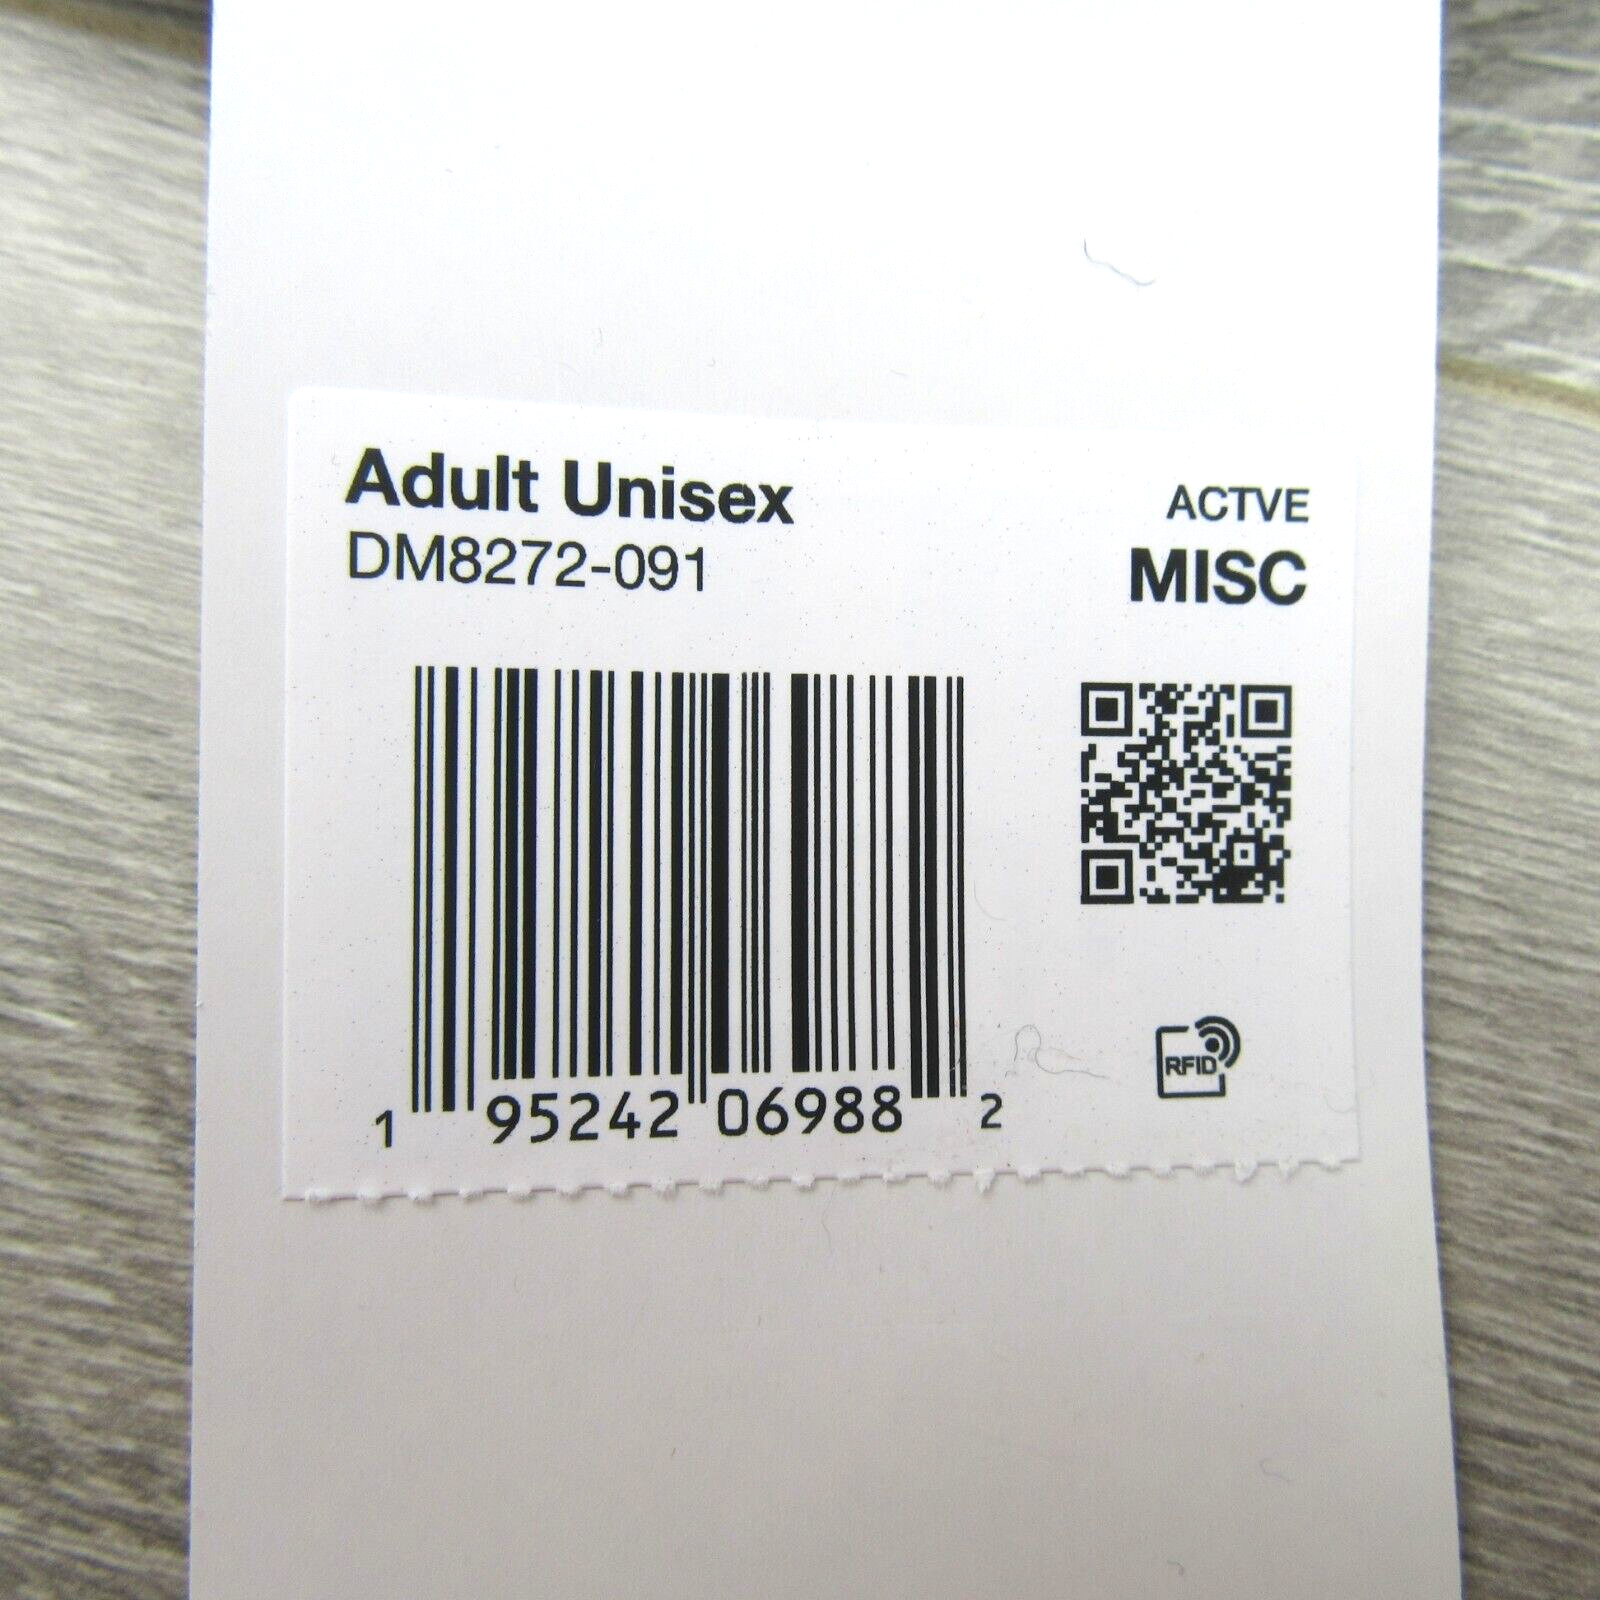 Adult Unisex
DM8272-091
ACTVE
MISC
1 95242 06988 2
RFID